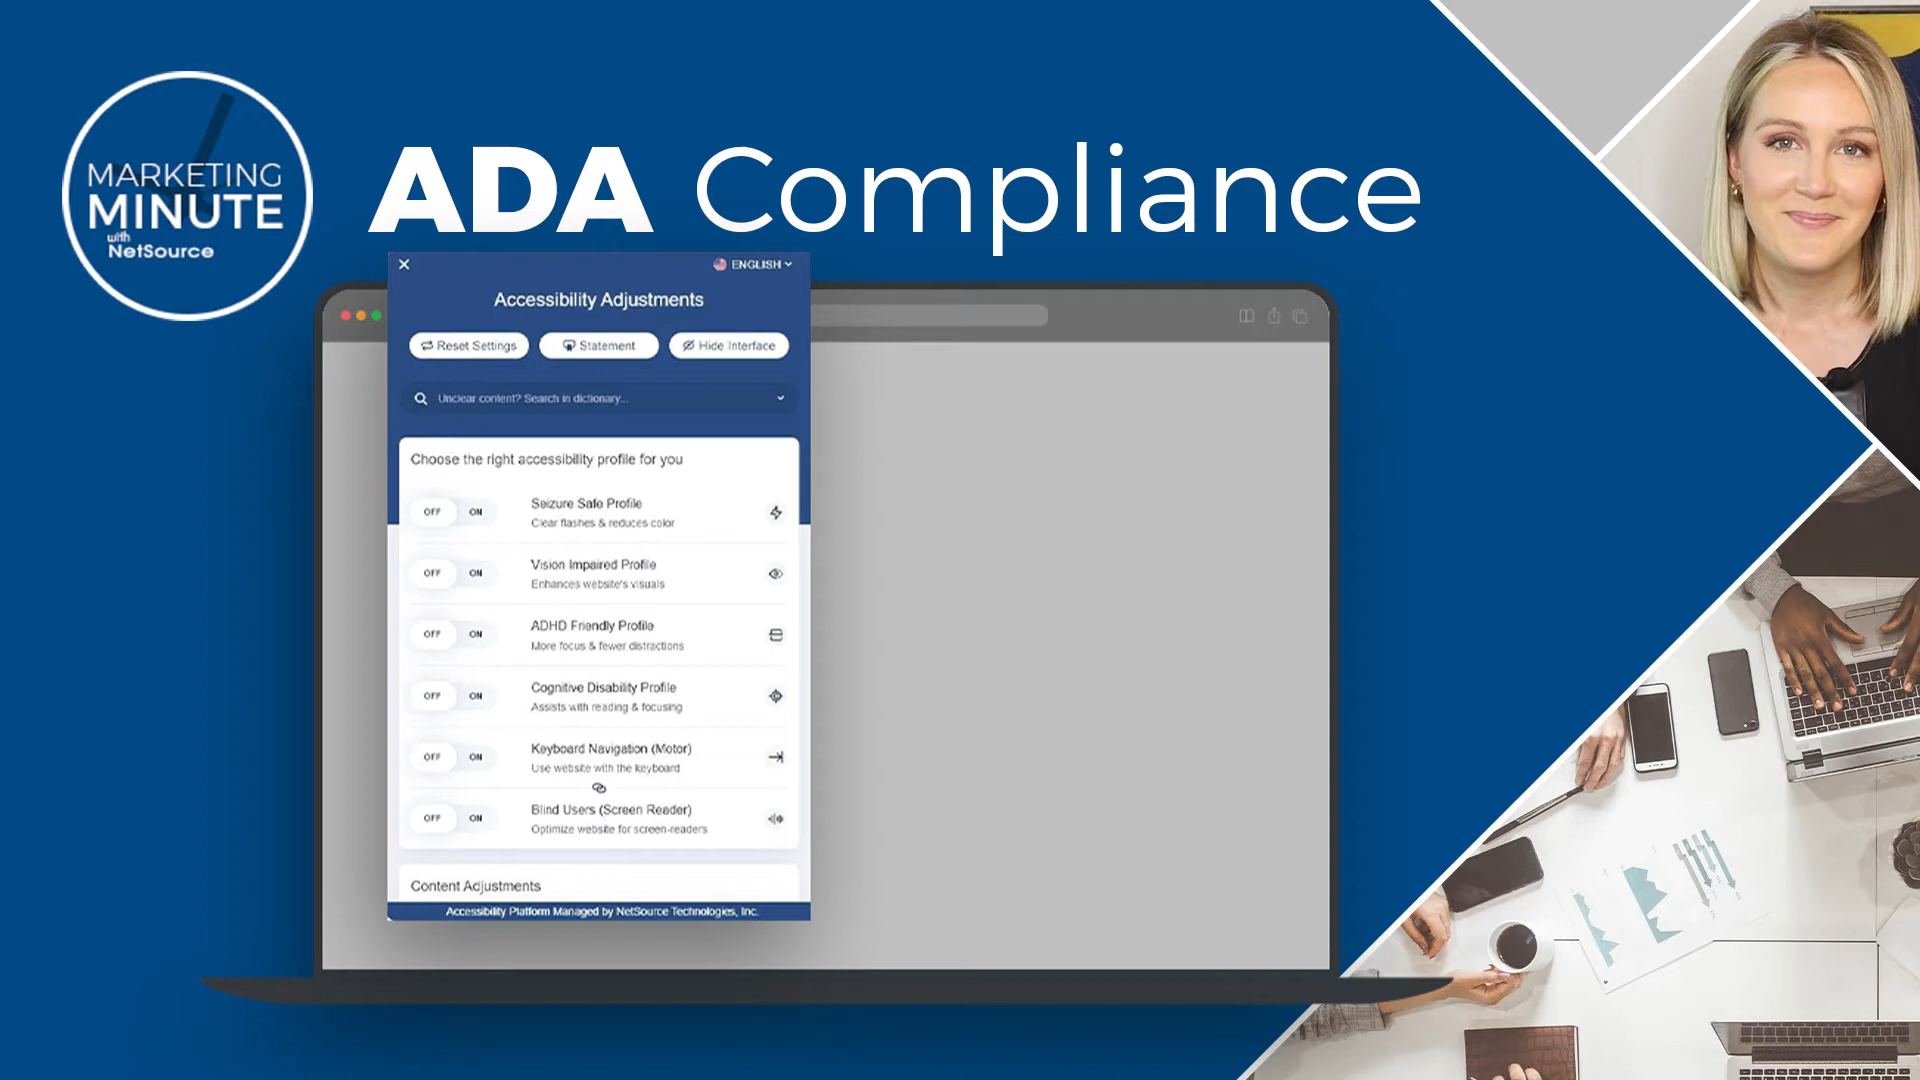 MARKETING
MINUTE
with
NetSource
ADA Compliance
ENGLISH
Accessibility Adjustments
Reset Settings
Statement
Hide Interface
Unclear content? Search in dictionary...
Choose the right accessibility profile for you
OFF ON
Seizure Safe Profile
Clear flashes & reduces color
OFF ON
Vision Impaired Profile
Enhances website's visuals
OFF ON
ADHD Friendly Profile
More focus & fewer distractions
OFF ON
Cognitive Disability Profile
Assists with reading & focusing
OFF ON
Keyboard Navigation (Motor)
Use website with the keyboard
OFF ON
Blind Users (Screen Reader)
Optimize website for screen-readers
Content Adjustments
Accessibility Platform Managed by NetSource Technologies, Inc.